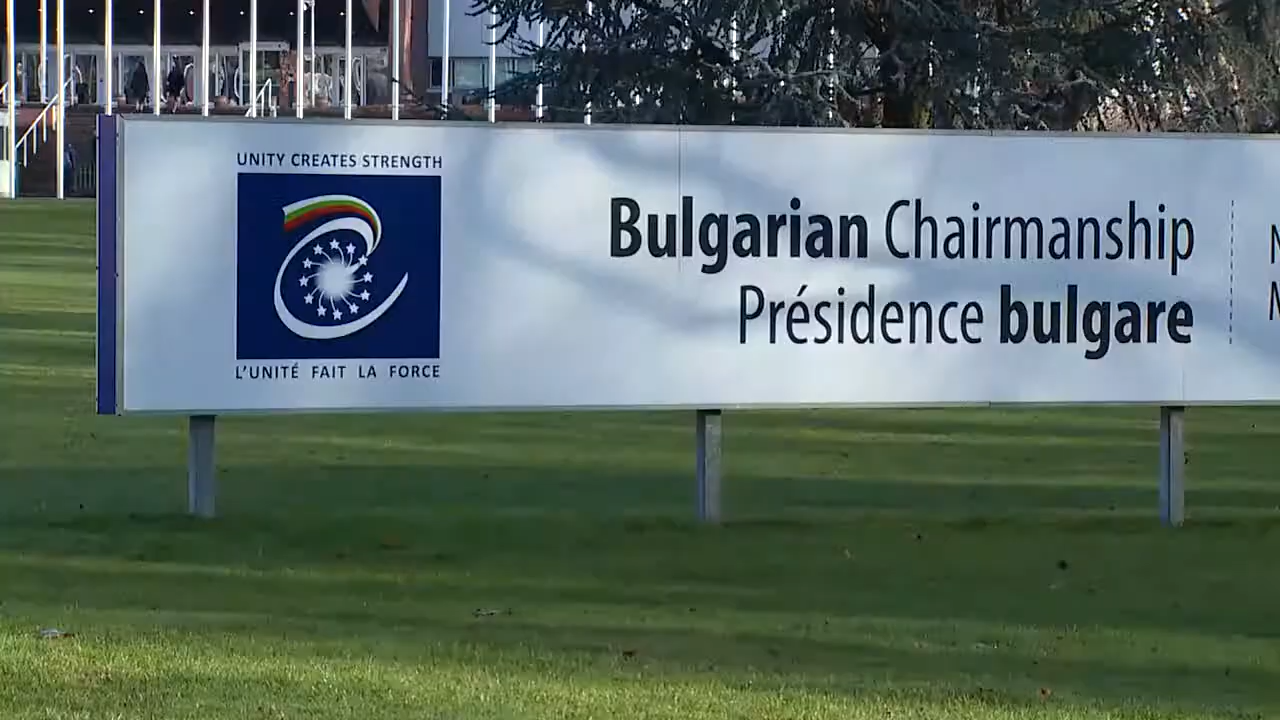 UNITY CREATES STRENGTH
L'UNITÉ FAIT LA FORCE
Bulgarian Chairmanship
Présidence bulgare